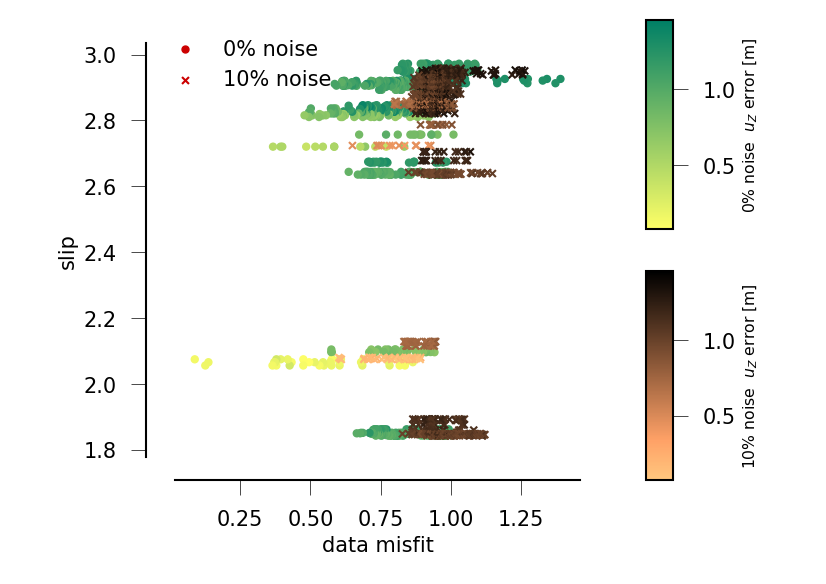 0% noise
10% noise
3.0
2.8
2.6
2.4
2.2
2.0
1.8
slip
0.25 0.50 0.75 1.00 1.25
data misfit
1.0
0.5
0% noise u_z error [m]
1.0
0.5
10% noise u_z error [m]